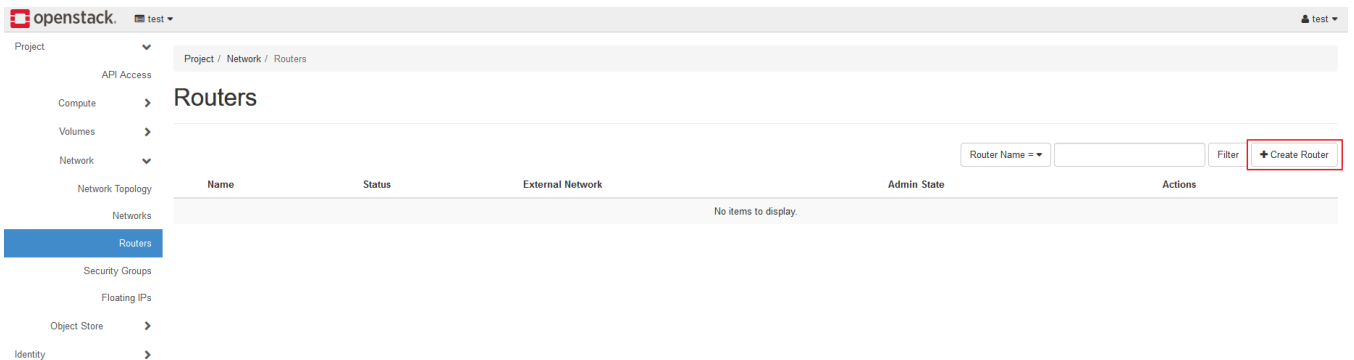 openstack. test test
Project
API Access
Compute
Volumes
Network
Network Topology
Networks
Routers
Security Groups
Floating IPs
Object Store
Identity
Project / Network / Routers
Routers
Router Name = Filter + Create Router
Name Status External Network Admin State Actions
No items to display.